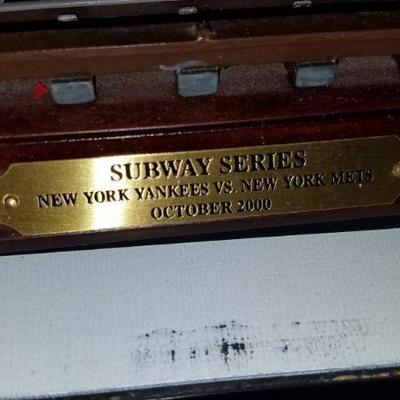 SUBWAY SERIES
NEW YORK YANKEES VS. NEW YORK METS
OCTOBER 2000